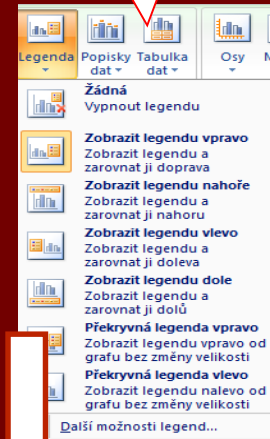 Legenda Popisky dat Tabulka dat Osy
Žádná
Vypnout legendu
Zobrazit legendu vpravo
Zobrazit legendu a
zarovnat ji doprava
Zobrazit legendu nahoře
Zobrazit legendu a
zarovnat ji nahoru
Zobrazit legendu vlevo
Zobrazit legendu a
zarovnat ji doleva
Zobrazit legendu dole
Zobrazit legendu a
zarovnat ji dolů
Překryvná legenda vpravo
Zobrazit legendu vpravo od
grafu bez změny velikosti
Překryvná legenda vlevo
Zobrazit legendu nalevo od
grafu bez změny velikosti
Další možnosti legend...